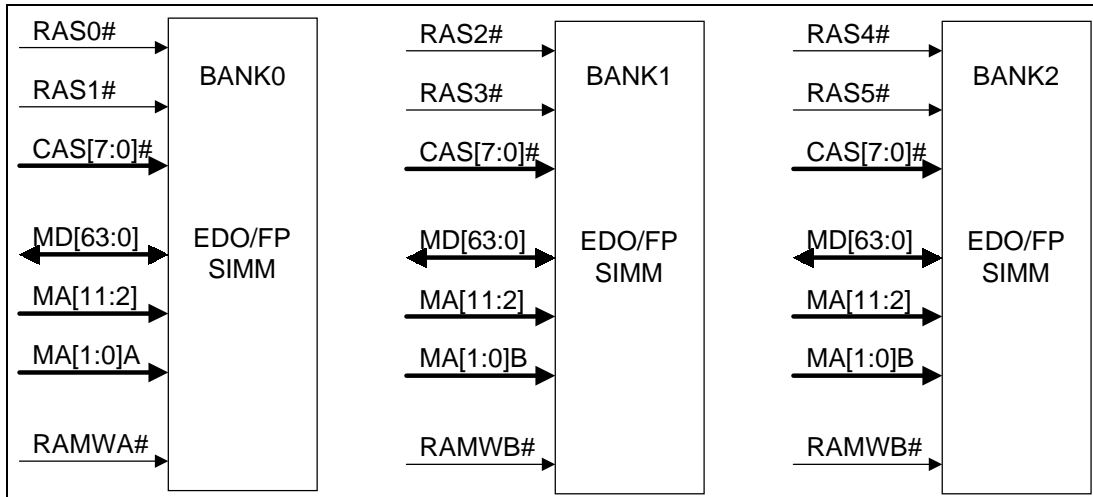 RAS0#
BANK0
RAS1#
CAS[7:0]#
MD[63:0]
EDO/FP
SIMM
MA[11:2]
MA[1:0]A
RAMWA#
RAS2#
BANK1
RAS3#
CAS[7:0]#
MD[63:0]
EDO/FP
SIMM
MA[11:2]
MA[1:0]B
RAMWB#
RAS4#
BANK2
RAS5#
CAS[7:0]#
MD[63:0]
EDO/FP
SIMM
MA[11:2]
MA[1:0]B
RAMWB#